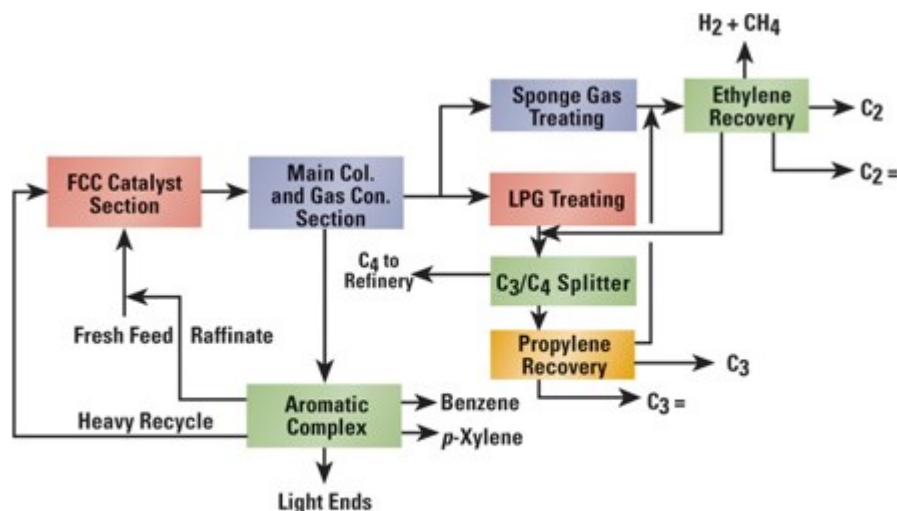 H2 + CH4
Sponge Gas
Treating
Ethylene
Recovery
C2
C2 =
FCC Catalyst
Section
Main Col.
and Gas Con.
Section
LPG Treating
C4 to
Refinery
C3/C4 Splitter
Fresh Feed
Raffinate
Propylene
Recovery
C3
C3 =
Heavy Recycle
Aromatic
Complex
Benzene
p-Xylene
Light Ends